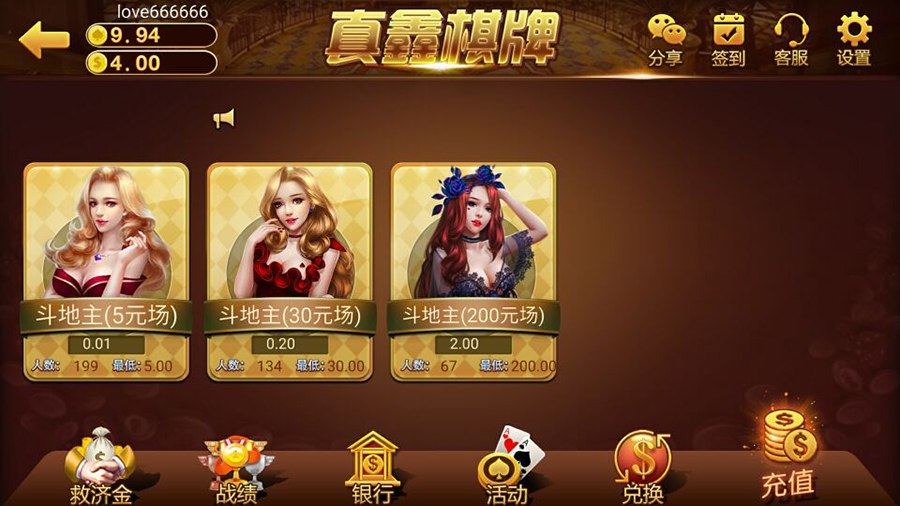 love666666
9.94
4.00
真鑫棋牌
分享
签到
客服
设置
斗地主(5元场)
0.01
人数: 199 最低:5.00
斗地主(30元场)
0.20
人数: 134 最低:30.00
斗地主(200元场)
2.00
人数: 67 最低:200.00
救济金
战绩
银行
活动
兑换
充值